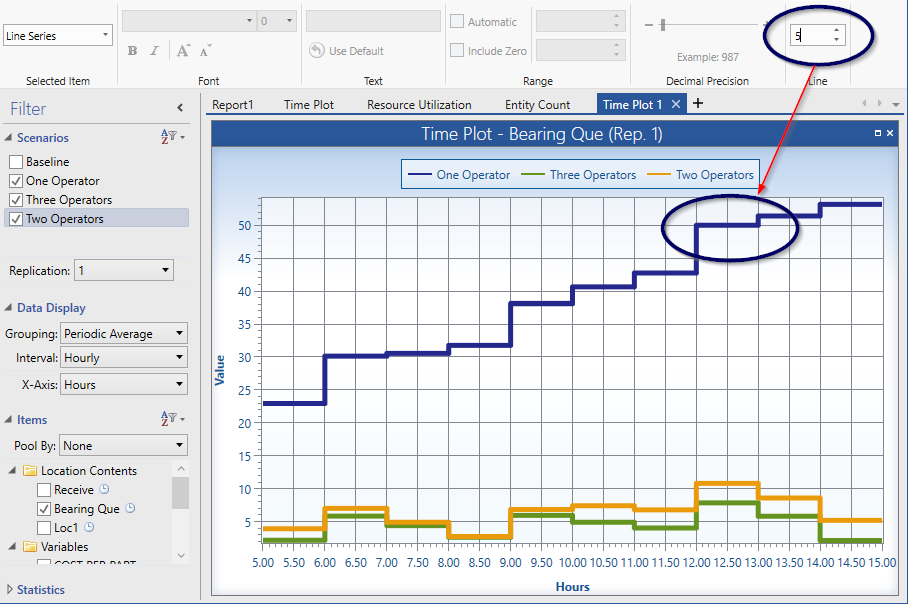 Line Series
0
Automatic
B I A A
Use Default
Include Zero
Example: 987
5
Selected Item
Font
Text
Range
Decimal Precision
Line
Filter
Report1
Time Plot
Resource Utilization
Entity Count
Time Plot 1
Scenarios
Baseline
One Operator
Three Operators
Two Operators
Replication: 1
Data Display
Grouping: Periodic Average
Interval: Hourly
X-Axis: Hours
Items
Pool By: None
Location Contents
Receive
Bearing Que
Loc1
Variables
COST PER PART
Statistics
Time Plot - Bearing Que (Rep. 1)
One Operator
Three Operators
Two Operators
Value
50
45
40
35
30
25
20
15
10
5
5.00 5.50 6.00 6.50 7.00 7.50 8.00 8.50 9.00 9.50 10.00 10.50 11.00 11.50 12.00 12.50 13.00 13.50 14.00 14.50 15.00
Hours